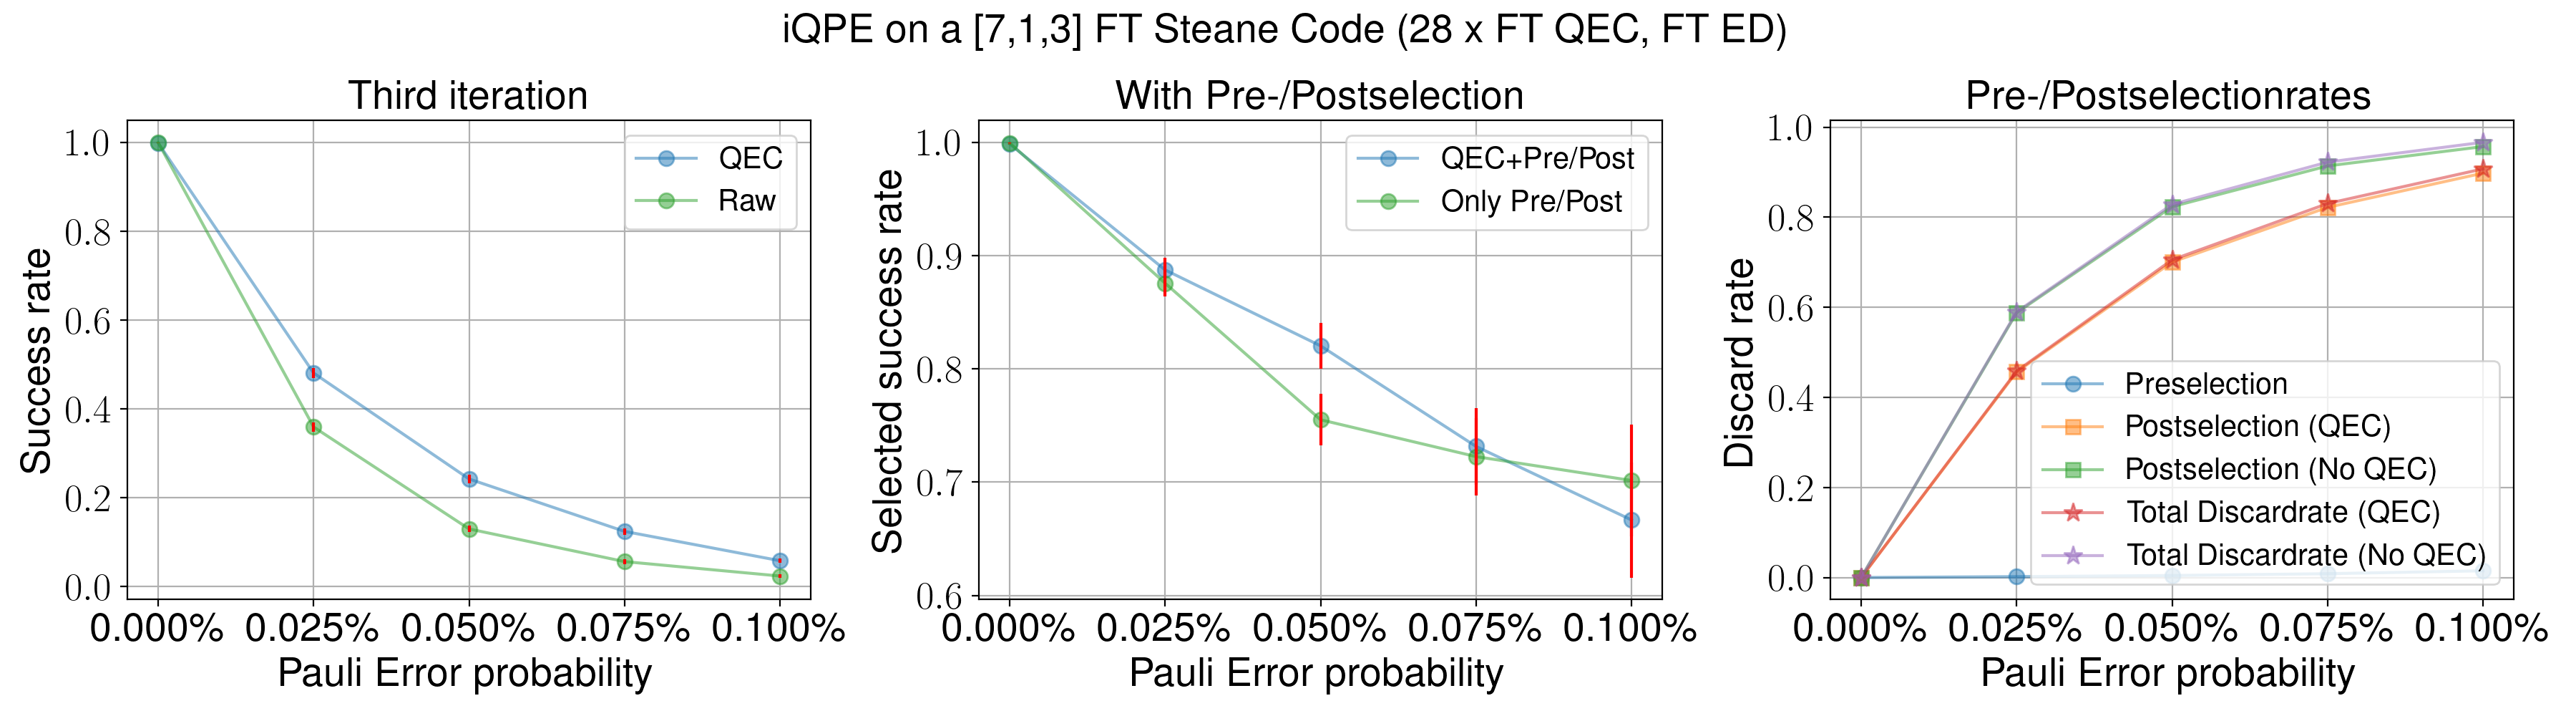 iQPE on a [7,1,3] FT Steane Code (28 x FT QEC, FT ED)
Third iteration
Success rate
1.0
0.8
0.6
0.4
0.2
0.0
QEC
Raw
0.000% 0.025% 0.050% 0.075% 0.100%
Pauli Error probability
With Pre-/Postselection
Selected success rate
1.0
0.9
0.8
0.7
0.6
QEC+Pre/Post
Only Pre/Post
0.000% 0.025% 0.050% 0.075% 0.100%
Pauli Error probability
Pre-/Postselectionrates
Discard rate
1.0
0.8
0.6
0.4
0.2
0.0
Preselection
Postselection (QEC)
Postselection (No QEC)
Total Discardrate (QEC)
Total Discardrate (No QEC)
0.000% 0.025% 0.050% 0.075% 0.100%
Pauli Error probability